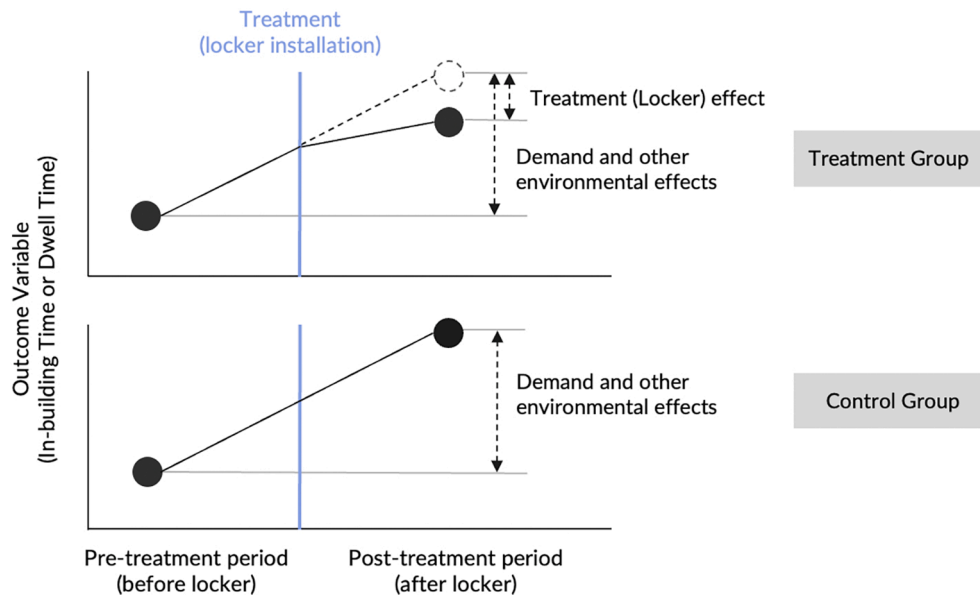 Treatment
(locker installation)
Outcome Variable
(In-building Time or Dwell Time)
Treatment (Locker) effect
Demand and other
environmental effects
Treatment Group
Demand and other
environmental effects
Control Group
Pre-treatment period
(before locker)
Post-treatment period
(after locker)